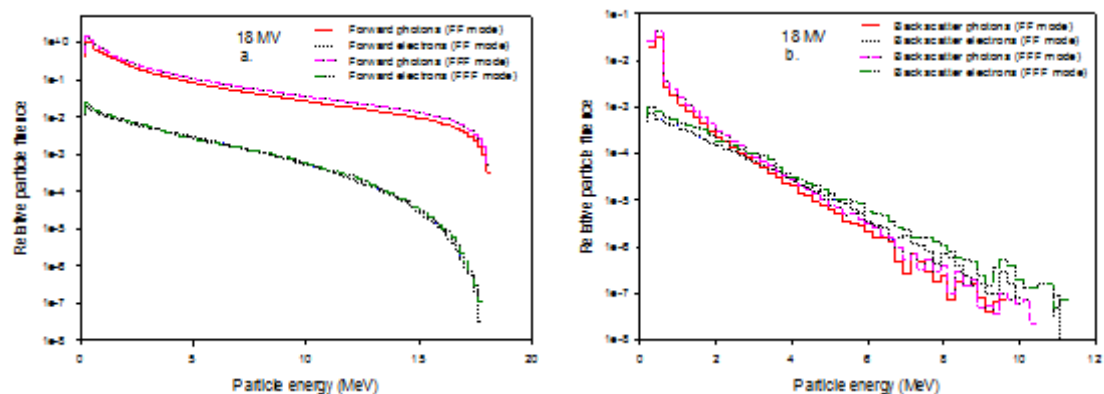 1e+0
1e-1
1e-2
1e-3
1e-4
1e-5
1e-6
1e-7
1e-8
Relative particle fluence
0
5
10
15
20
Particle energy (MeV)
18 MV
a.
Forward photons (FF mode)
Forward electrons (FF mode)
Forward photons (FFF mode)
Forward electrons (FFF mode)
1e-1
1e-2
1e-3
1e-4
1e-5
1e-6
1e-7
1e-8
Relative particle fluence
0
2
4
6
8
10
12
Particle energy (MeV)
18 MV
b.
Backscatter photons (FF mode)
Backscatter electrons (FF mode)
Backscatter photons (FFF mode)
Backscatter electrons (FFF mode)